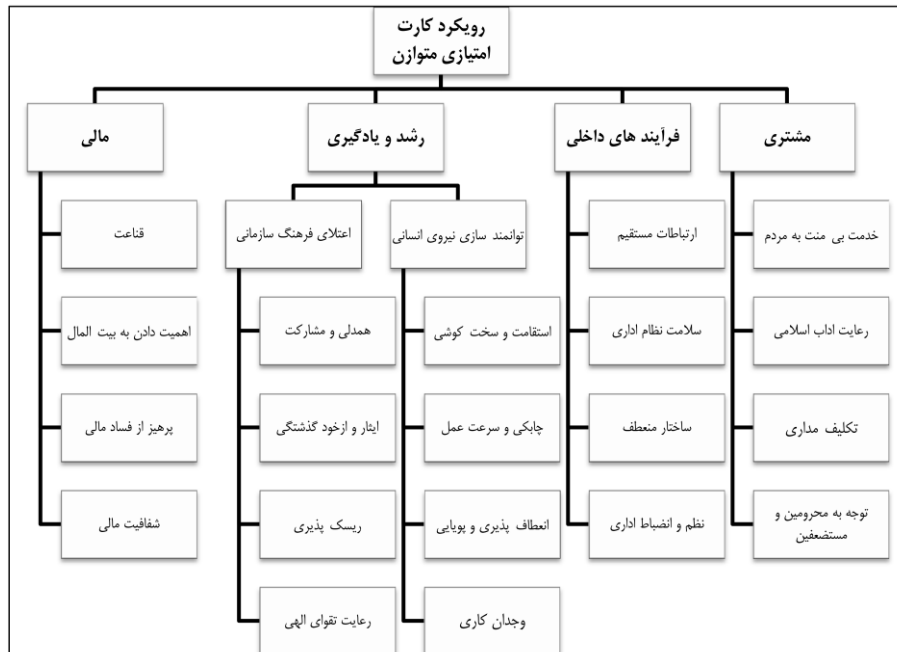 رویکرد کارت
امتیازی متوازن
مشتری
فرآیند های داخلی
رشد و یادگیری
مالی
خدمت بی منت به مردم
رعایت اداب اسلامی
تکلیف مداری
توجه به محرومین و
مستضعفین
ارتباطات مستقیم
سلامت نظام اداری
ساختار منعطف
نظم و انضباط اداری
توانمند سازی نیروی انسانی
استقامت و سخت کوشی
چابکی و سرعت عمل
انعطاف پذیری و پویایی
وجدان کاری
اعتلای فرهنگ سازمانی
همدلی و مشارکت
ایثار و ازخود گذشتگی
ریسک پذیری
رعایت تقوای الهی
قناعت
اهمیت دادن به بیت المال
پرهیز از فساد مالی
شفافیت مالی